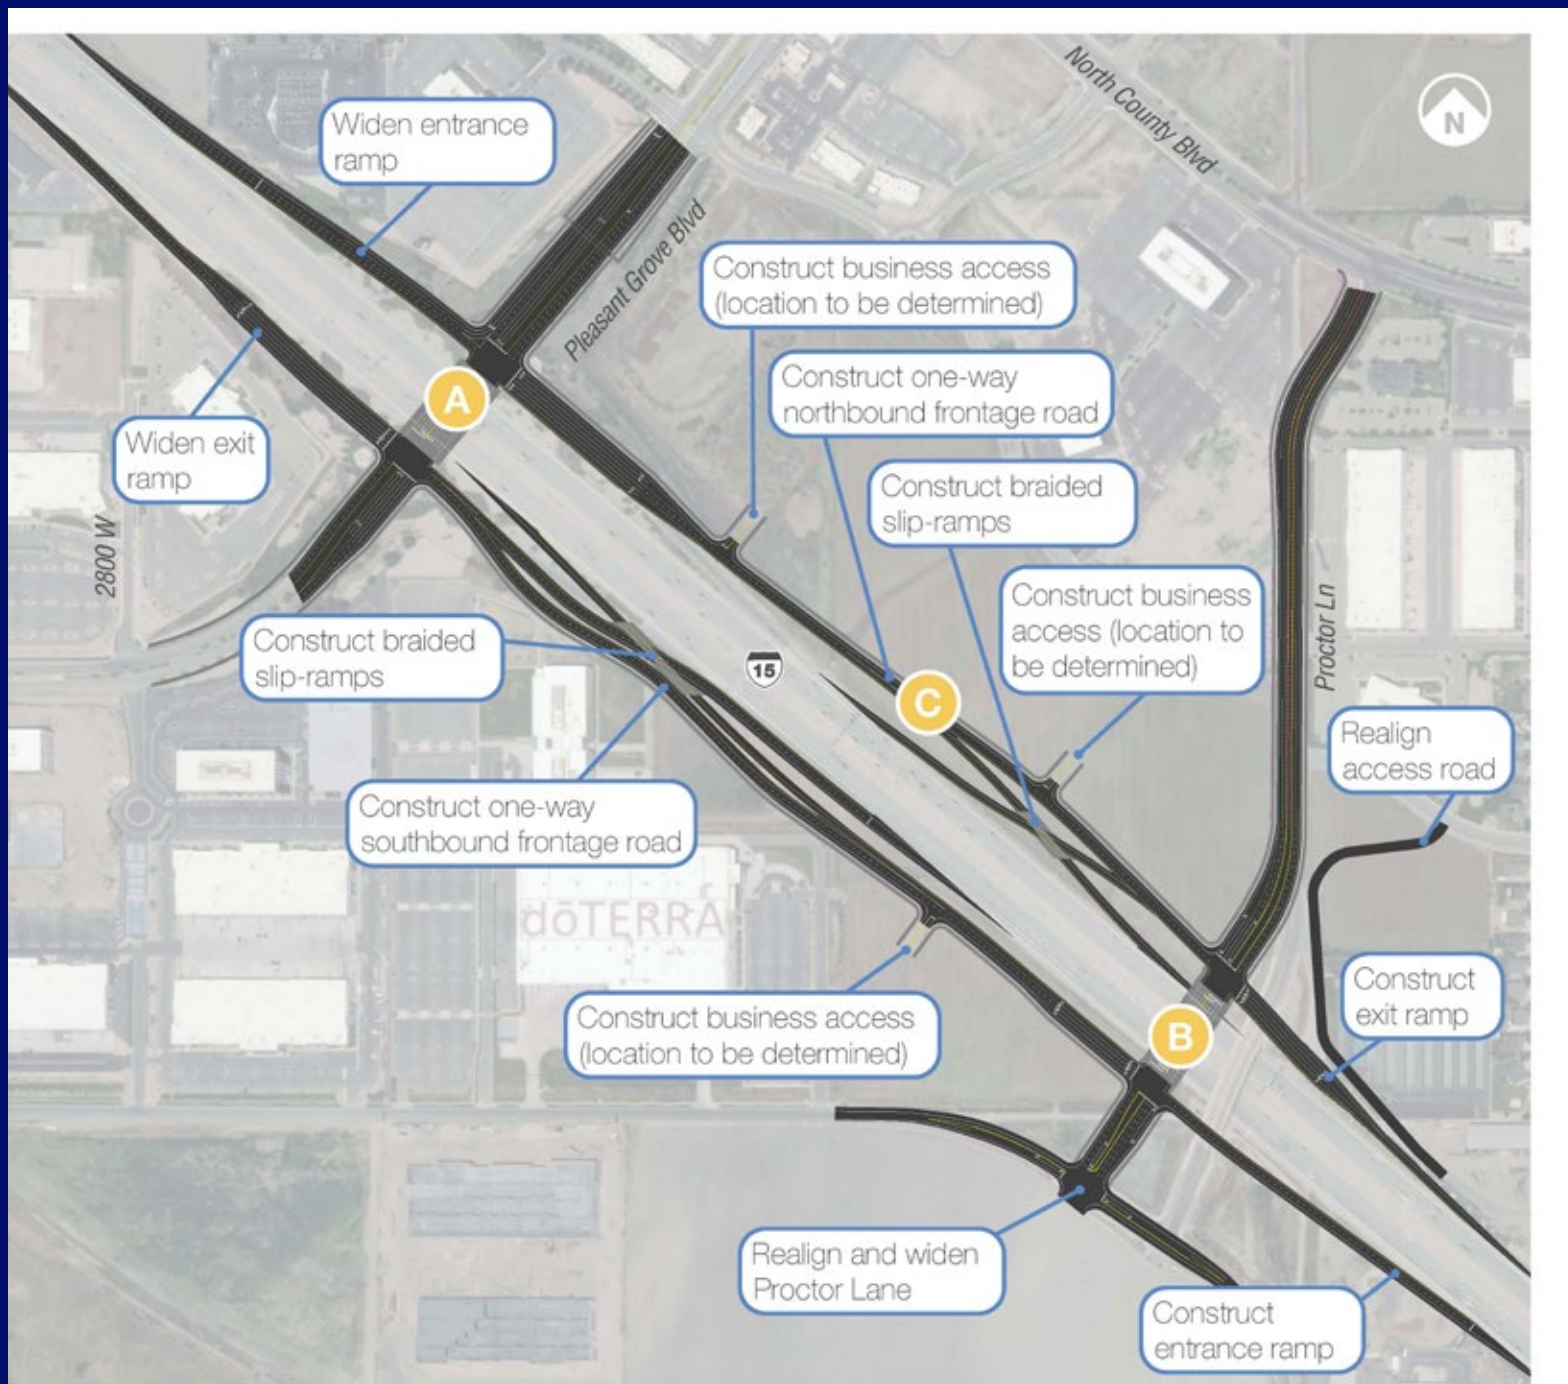 North County Blvd
N
Widen entrance
ramp
Pleasant Grove Blvd
Construct business access
(location to be determined)
Construct one-way
northbound frontage road
A
Widen exit
ramp
Construct braided
slip-ramps
2800 W
Construct business
access (location to
be determined)
Proctor Ln
Construct braided
slip-ramps
15
C
Realign
access road
Construct one-way
southbound frontage road
dōTERRA
Construct
exit ramp
Construct business access
(location to be determined)
B
Realign and widen
Proctor Lane
Construct
entrance ramp